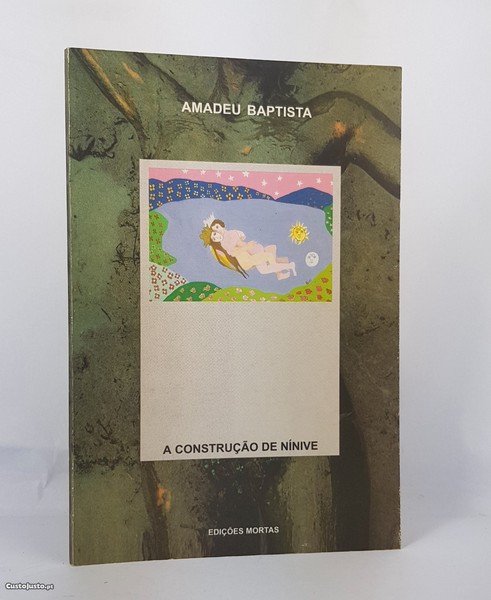 AMADEU BAPTISTA
A CONSTRUÇÃO DE NÍNIVE
EDIÇÕES MORTAS
CustoJusto.pt